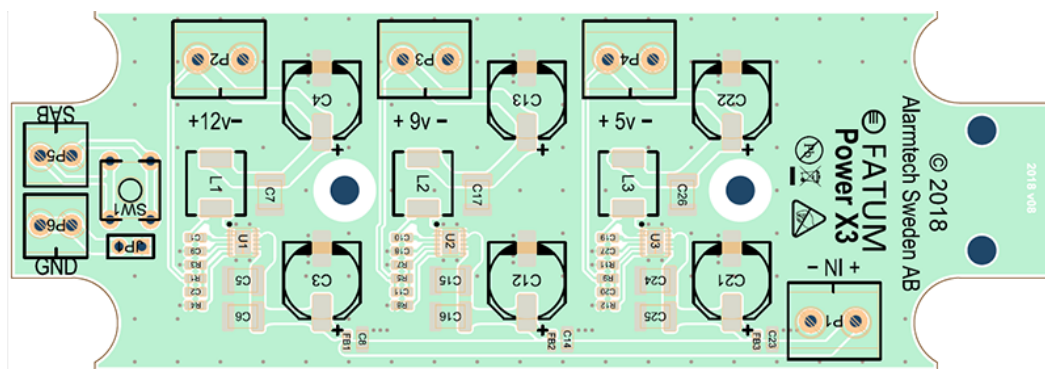 P2
P3
P4
C4
C13
C22
+12v-
+ 9v -
+ 5v -
SAB
P5
SW1
P6
GND
JP1
L1
C7
L2
C17
L3
C26
U1
U2
U3
C5
C6
C3
C15
C16
C12
C24
C25
C21
FB1
C8
FB2
C14
FB3
C23
FATUM
Power X3
Pb
© 2018
Alarmtech Sweden AB
- IN +
P1
2018 v08